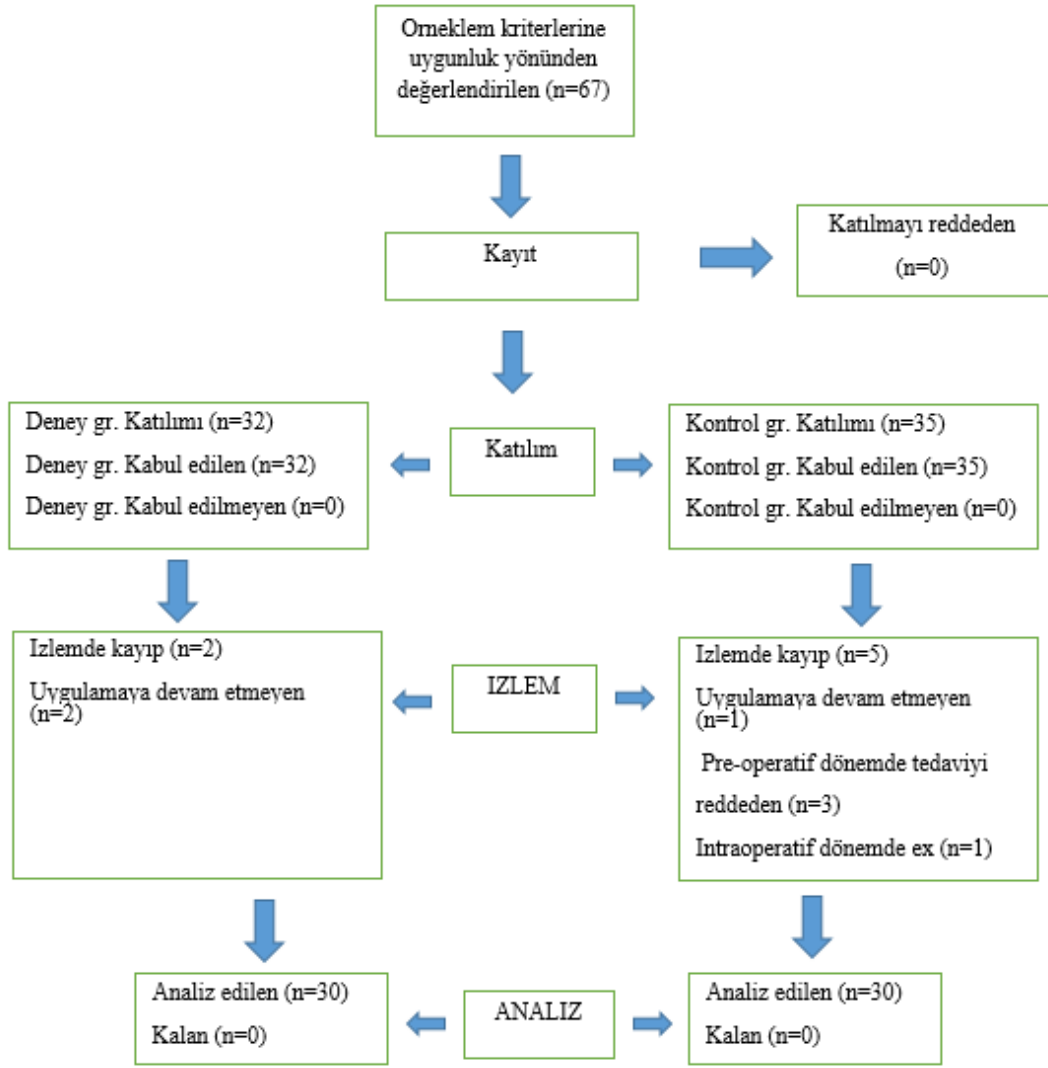 Orneklem kriterlerine
uygunluk yönünden
değerlendirilen (n=67)
Kayıt
Katılmayı reddeden
(n=0)
Deney gr. Katılımı (n=32)
Deney gr. Kabul edilen (n=32)
Deney gr. Kabul edilmeyen (n=0)
Katılım
Kontrol gr. Katılımı (n=35)
Kontrol gr. Kabul edilen (n=35)
Kontrol gr. Kabul edilmeyen (n=0)
Izlemde kayıp (n=2)
Uygulamaya devam etmeyen
(n=2)
IZLEM
Izlemde kayıp (n=5)
Uygulamaya devam etmeyen
(n=1)
Pre-operatif dönemde tedaviyi
reddeden (n=3)
Intraoperatif dönemde ex (n=1)
Analiz edilen (n=30)
Kalan (n=0)
ANALIZ
Analiz edilen (n=30)
Kalan (n=0)